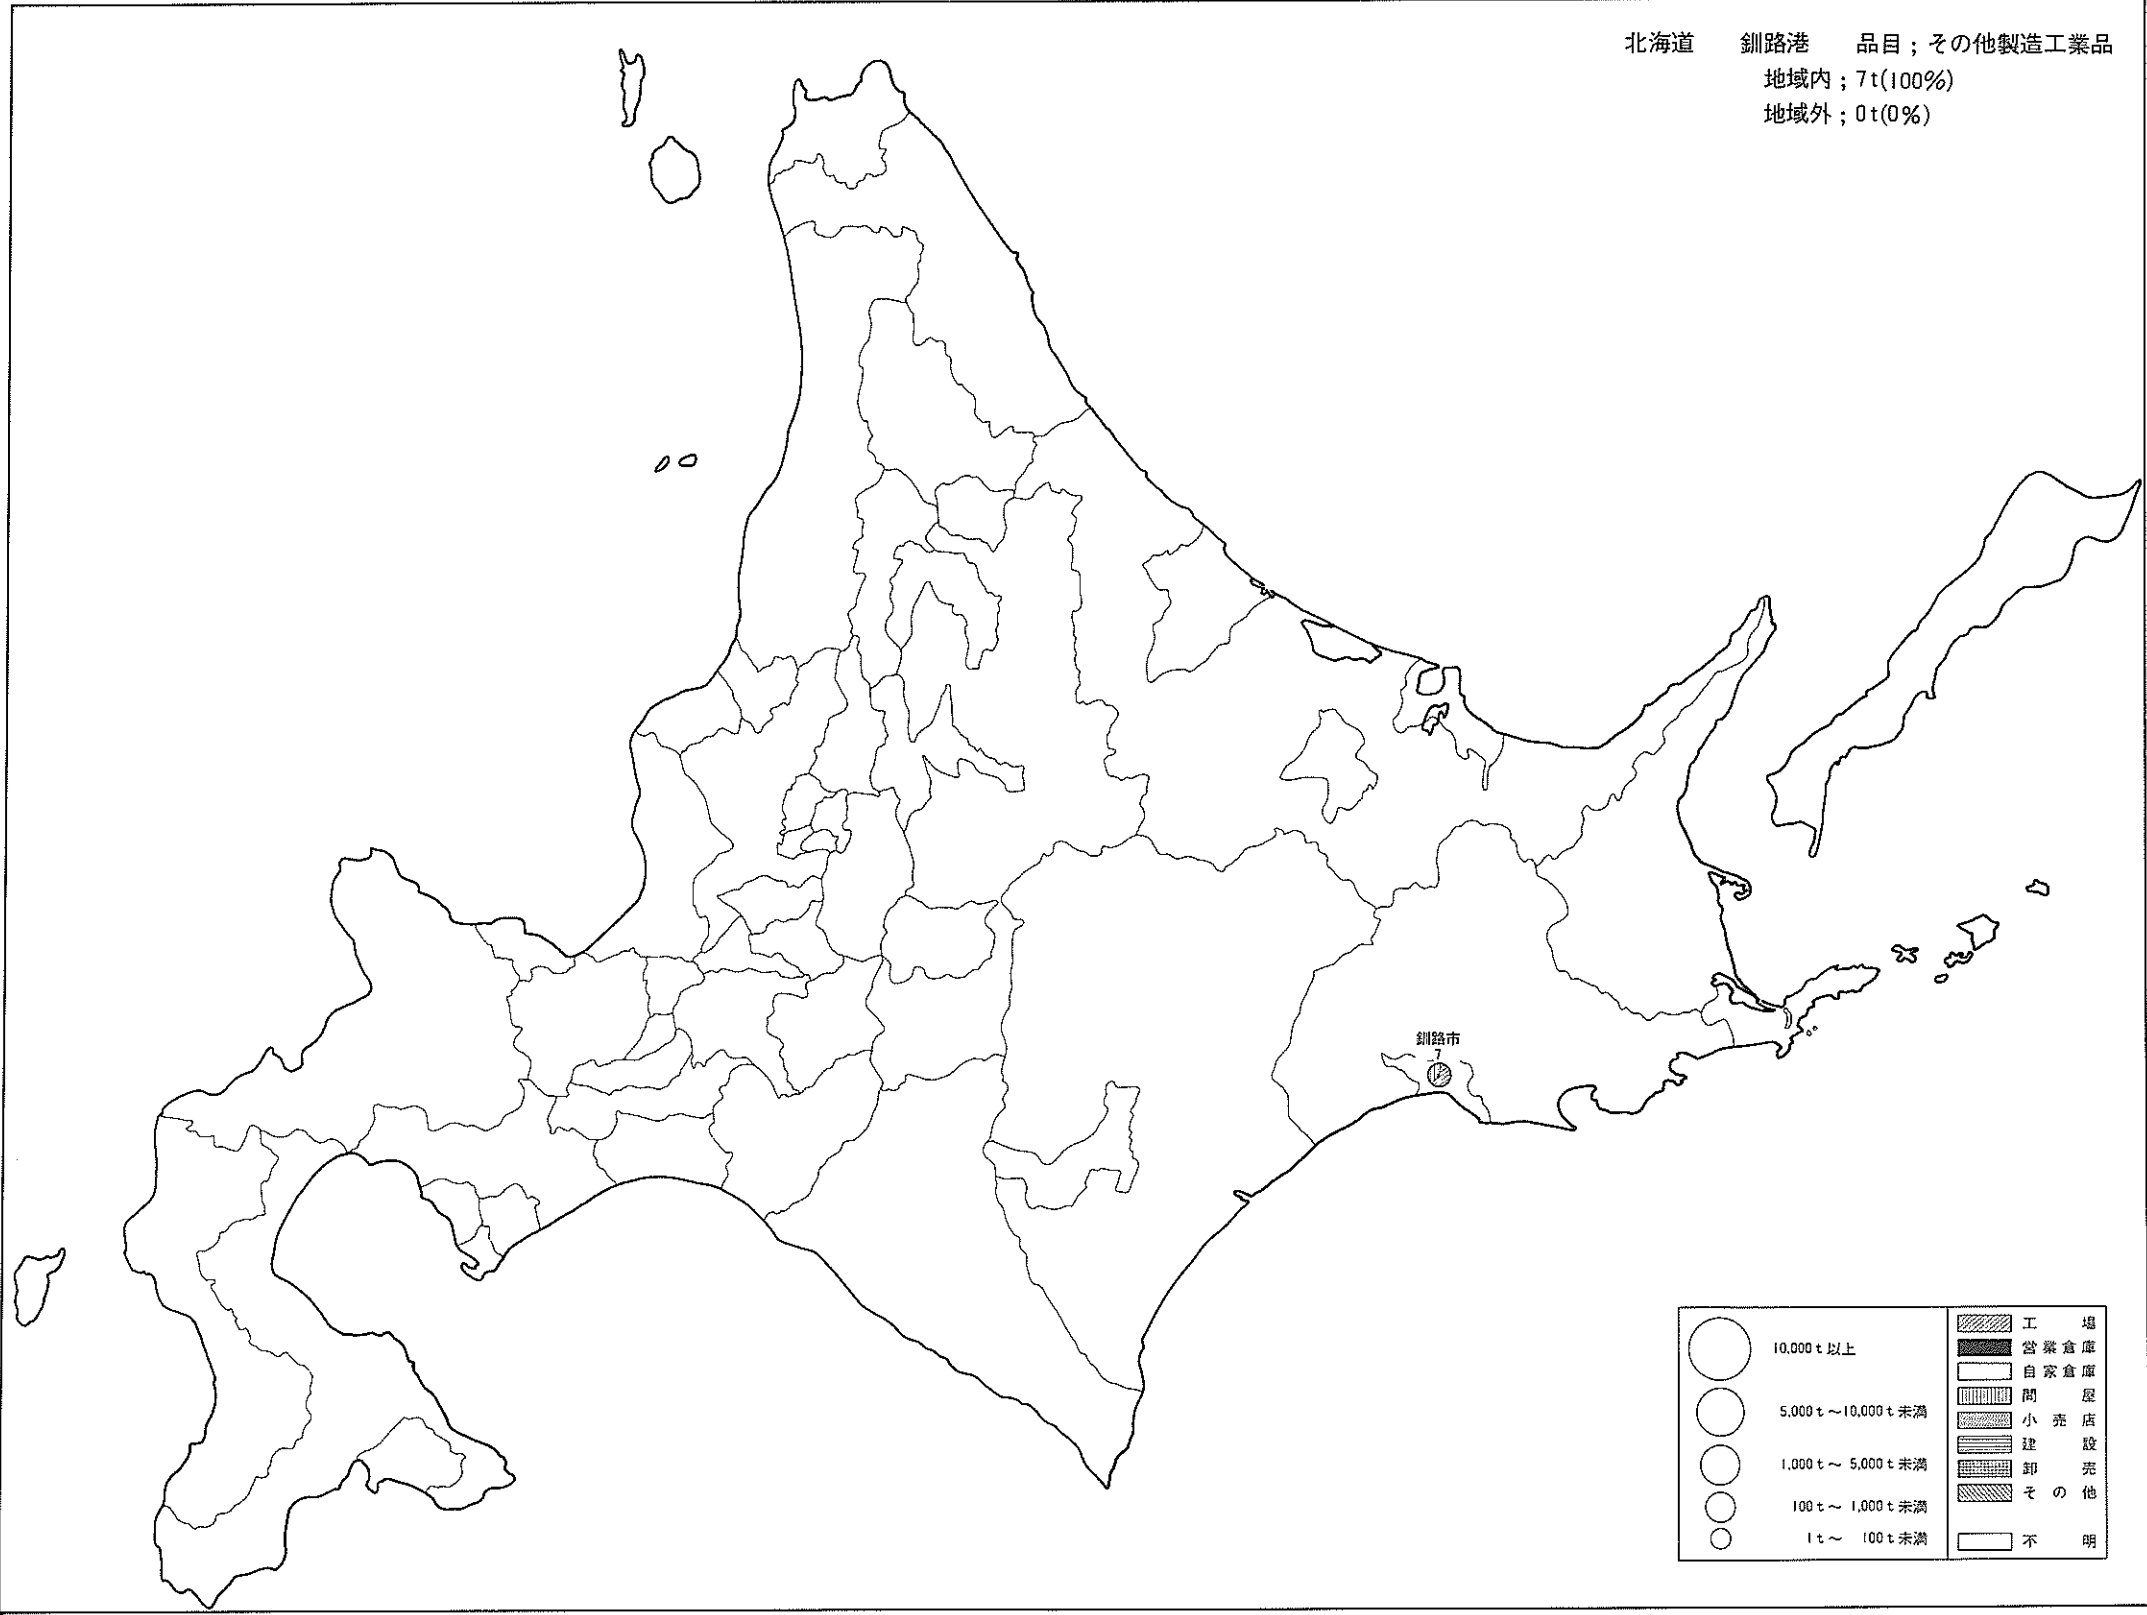 北海道 釧路港 品目；その他製造工業品
地域内；7t(100%)
地域外；0t(0%)
釧路市
7
10,000t以上
5,000t〜10,000t未満
1,000t〜5,000t未満
100t〜1,000t未満
1t〜100t未満
工場
営業倉庫
自家倉庫
問屋
小売店
建設
卸売
その他
不明